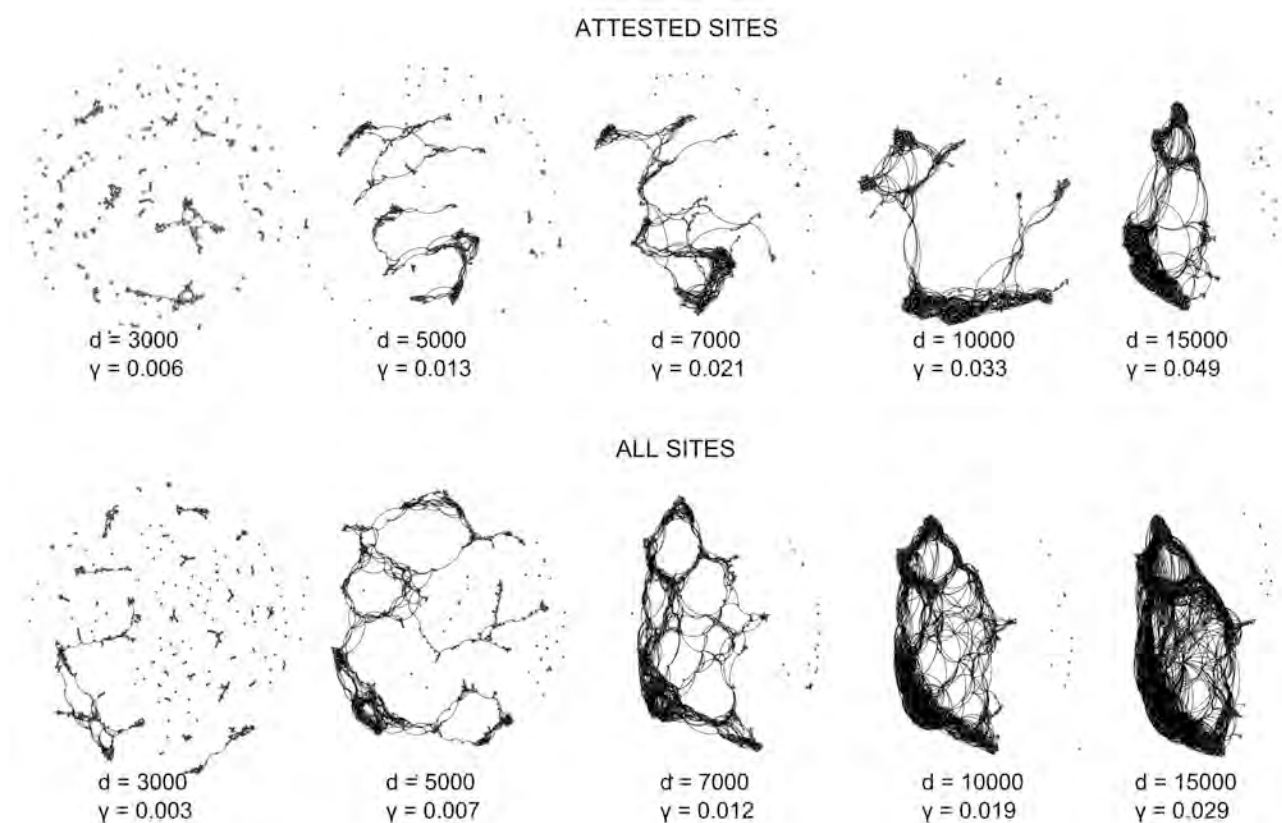 ATTESTED SITES
d = 3000
γ = 0.006
d = 5000
γ = 0.013
d = 7000
γ = 0.021
d = 10000
γ = 0.033
d = 15000
γ = 0.049
ALL SITES
d = 3000
γ = 0.003
d = 5000
γ = 0.007
d = 7000
γ = 0.012
d = 10000
γ = 0.019
d = 15000
γ = 0.029